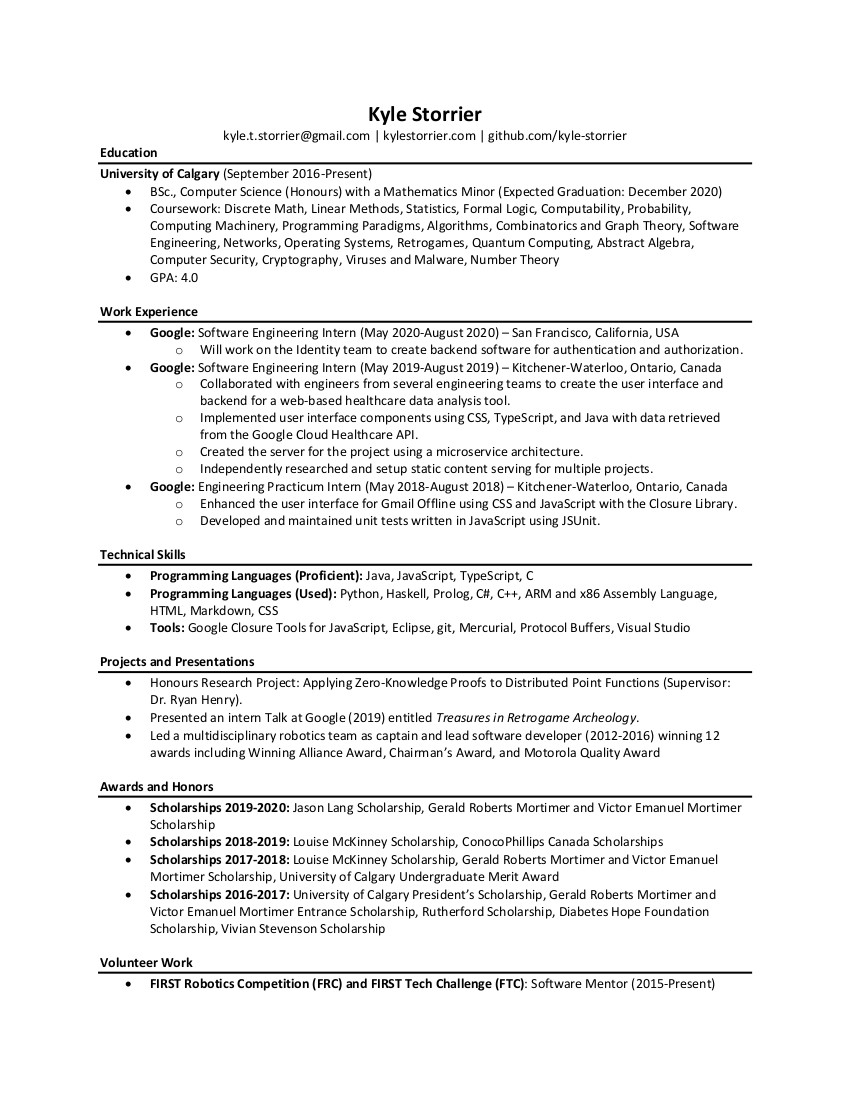 Kyle Storrier
kyle.t.storrier@gmail.com | kylestorrier.com | github.com/kyle-storrier
Education
University of Calgary (September 2016-Present)
• BSc., Computer Science (Honours) with a Mathematics Minor (Expected Graduation: December 2020)
• Coursework: Discrete Math, Linear Methods, Statistics, Formal Logic, Computability, Probability,
Computing Machinery, Programming Paradigms, Algorithms, Combinatorics and Graph Theory, Software
Engineering, Networks, Operating Systems, Retrogames, Quantum Computing, Abstract Algebra,
Computer Security, Cryptography, Viruses and Malware, Number Theory
• GPA: 4.0
Work Experience
• Google: Software Engineering Intern (May 2020-August 2020) – San Francisco, California, USA
o Will work on the Identity team to create backend software for authentication and authorization.
• Google: Software Engineering Intern (May 2019-August 2019) – Kitchener-Waterloo, Ontario, Canada
o Collaborated with engineers from several engineering teams to create the user interface and
backend for a web-based healthcare data analysis tool.
o Implemented user interface components using CSS, TypeScript, and Java with data retrieved
from the Google Cloud Healthcare API.
o Created the server for the project using a microservice architecture.
o Independently researched and setup static content serving for multiple projects.
• Google: Engineering Practicum Intern (May 2018-August 2018) – Kitchener-Waterloo, Ontario, Canada
o Enhanced the user interface for Gmail Offline using CSS and JavaScript with the Closure Library.
o Developed and maintained unit tests written in JavaScript using JSUnit.
Technical Skills
• Programming Languages (Proficient): Java, JavaScript, TypeScript, C
• Programming Languages (Used): Python, Haskell, Prolog, C#, C++, ARM and x86 Assembly Language,
HTML, Markdown, CSS
• Tools: Google Closure Tools for JavaScript, Eclipse, git, Mercurial, Protocol Buffers, Visual Studio
Projects and Presentations
• Honours Research Project: Applying Zero-Knowledge Proofs to Distributed Point Functions (Supervisor:
Dr. Ryan Henry).
• Presented an intern Talk at Google (2019) entitled Treasures in Retrogame Archeology.
• Led a multidisciplinary robotics team as captain and lead software developer (2012-2016) winning 12
awards including Winning Alliance Award, Chairman’s Award, and Motorola Quality Award
Awards and Honors
• Scholarships 2019-2020: Jason Lang Scholarship, Gerald Roberts Mortimer and Victor Emanuel Mortimer
Scholarship
• Scholarships 2018-2019: Louise McKinney Scholarship, ConocoPhillips Canada Scholarships
• Scholarships 2017-2018: Louise McKinney Scholarship, Gerald Roberts Mortimer and Victor Emanuel
Mortimer Scholarship, University of Calgary Undergraduate Merit Award
• Scholarships 2016-2017: University of Calgary President’s Scholarship, Gerald Roberts Mortimer and
Victor Emanuel Mortimer Entrance Scholarship, Rutherford Scholarship, Diabetes Hope Foundation
Scholarship, Vivian Stevenson Scholarship
Volunteer Work
• FIRST Robotics Competition (FRC) and FIRST Tech Challenge (FTC): Software Mentor (2015-Present)